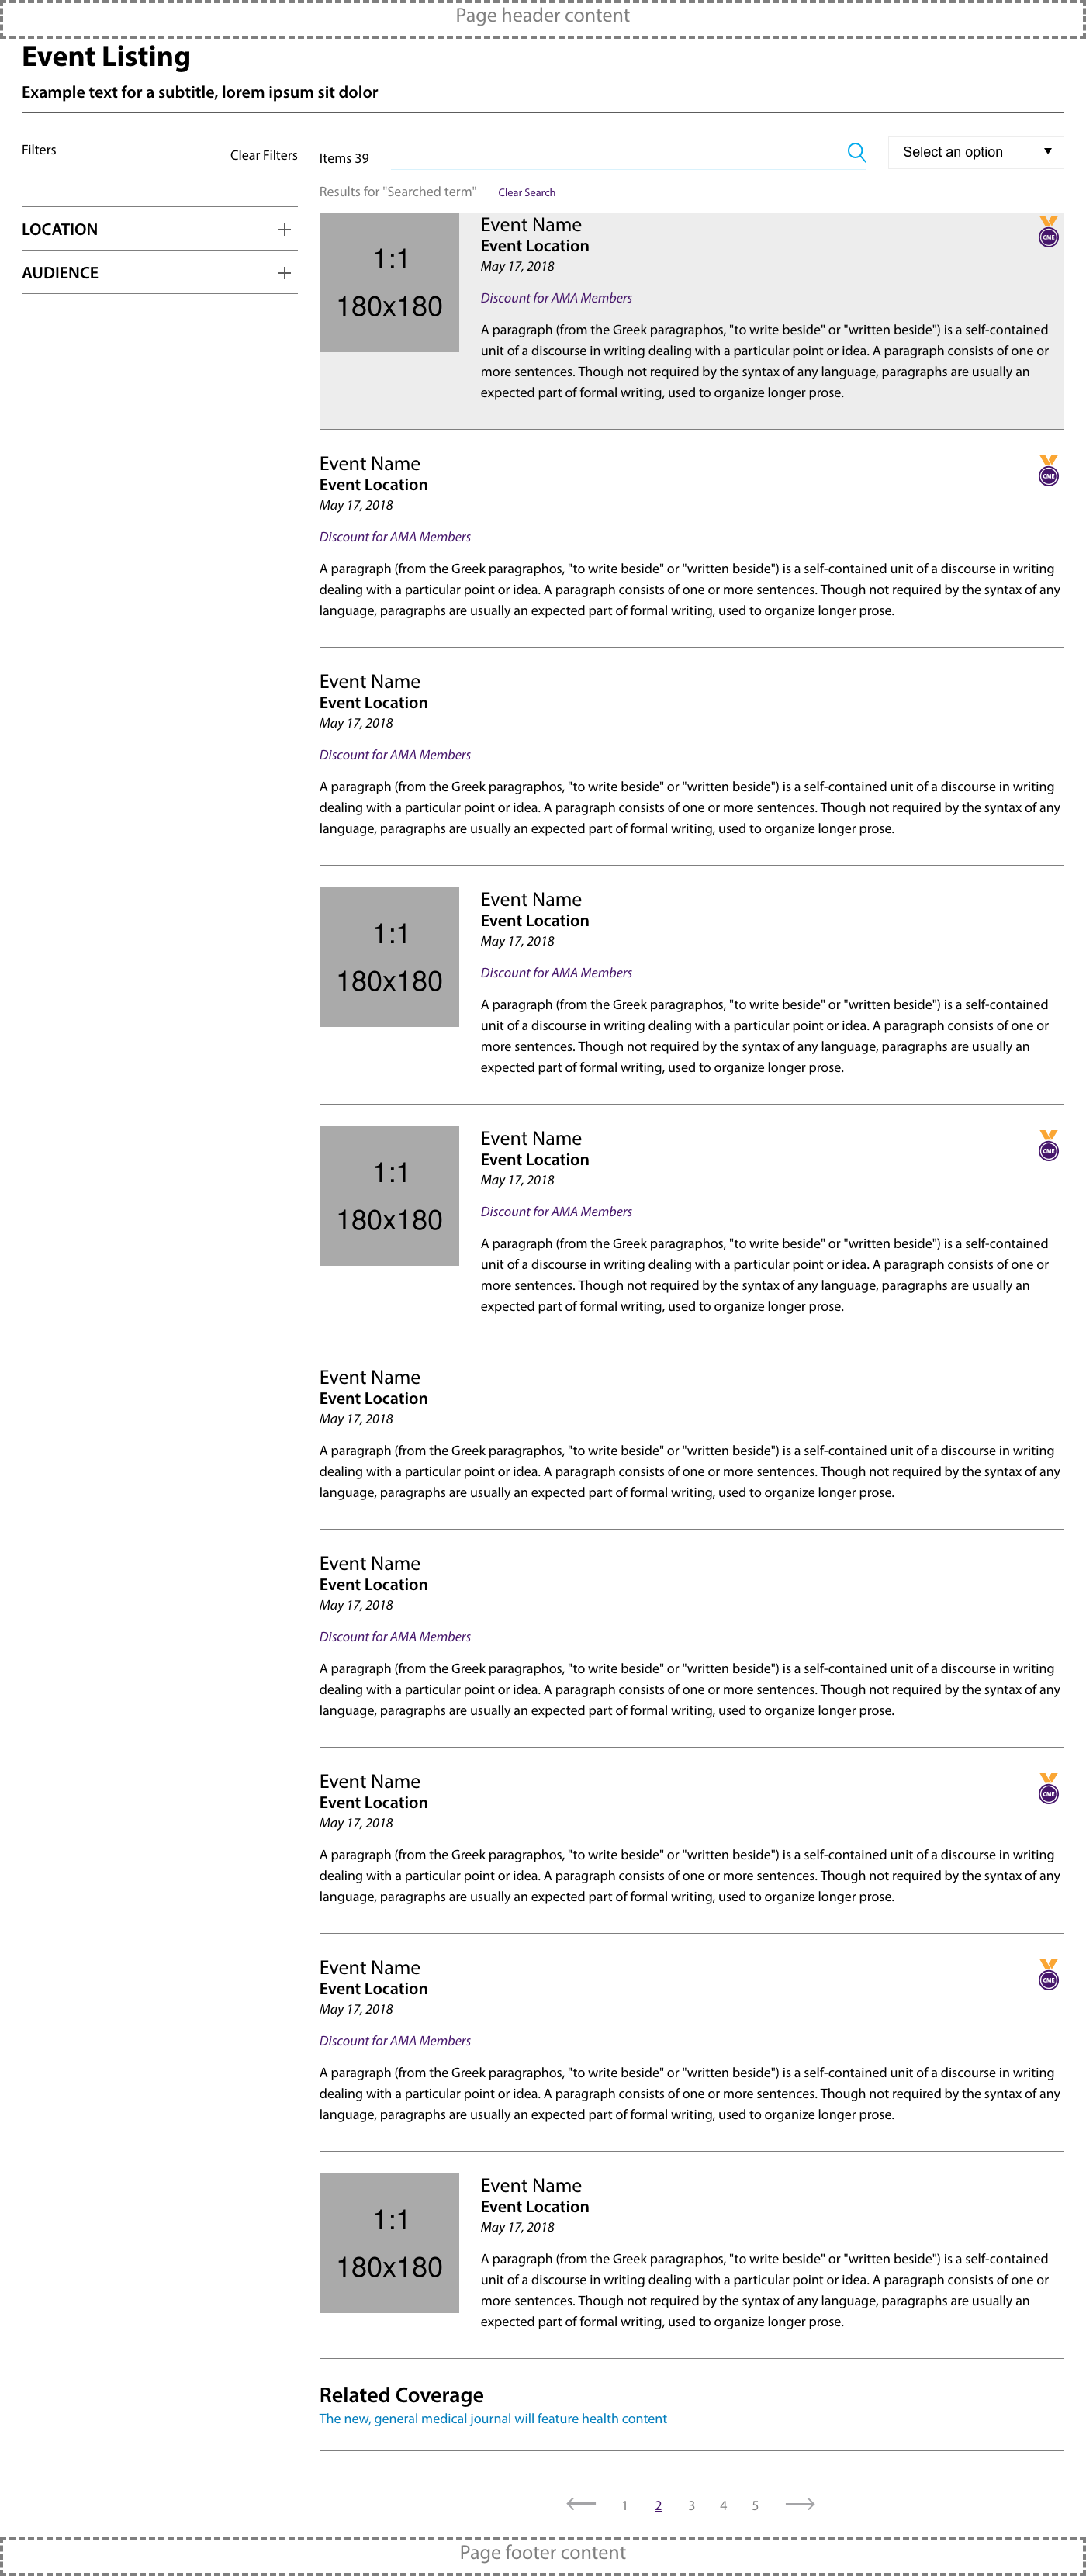 Page header content
Event Listing
Example text for a subtitle, lorem ipsum sit dolor
Filters
Clear Filters
LOCATION
AUDIENCE
Items 39
Select an option
Results for "Searched term" Clear Search
1:1
180x180
Event Name
Event Location
May 17, 2018
CME
Discount for AMA Members
A paragraph (from the Greek paragraphos, "to write beside" or "written beside") is a self-contained
unit of a discourse in writing dealing with a particular point or idea. A paragraph consists of one or
more sentences. Though not required by the syntax of any language, paragraphs are usually an
expected part of formal writing, used to organize longer prose.
Event Name
Event Location
May 17, 2018
CME
Discount for AMA Members
A paragraph (from the Greek paragraphos, "to write beside" or "written beside") is a self-contained unit of a discourse in writing
dealing with a particular point or idea. A paragraph consists of one or more sentences. Though not required by the syntax of any
language, paragraphs are usually an expected part of formal writing, used to organize longer prose.
Event Name
Event Location
May 17, 2018
Discount for AMA Members
A paragraph (from the Greek paragraphos, "to write beside" or "written beside") is a self-contained unit of a discourse in writing
dealing with a particular point or idea. A paragraph consists of one or more sentences. Though not required by the syntax of any
language, paragraphs are usually an expected part of formal writing, used to organize longer prose.
1:1
180x180
Event Name
Event Location
May 17, 2018
Discount for AMA Members
A paragraph (from the Greek paragraphos, "to write beside" or "written beside") is a self-contained
unit of a discourse in writing dealing with a particular point or idea. A paragraph consists of one or
more sentences. Though not required by the syntax of any language, paragraphs are usually an
expected part of formal writing, used to organize longer prose.
1:1
180x180
Event Name
Event Location
May 17, 2018
CME
Discount for AMA Members
A paragraph (from the Greek paragraphos, "to write beside" or "written beside") is a self-contained
unit of a discourse in writing dealing with a particular point or idea. A paragraph consists of one or
more sentences. Though not required by the syntax of any language, paragraphs are usually an
expected part of formal writing, used to organize longer prose.
Event Name
Event Location
May 17, 2018
A paragraph (from the Greek paragraphos, "to write beside" or "written beside") is a self-contained unit of a discourse in writing
dealing with a particular point or idea. A paragraph consists of one or more sentences. Though not required by the syntax of any
language, paragraphs are usually an expected part of formal writing, used to organize longer prose.
Event Name
Event Location
May 17, 2018
Discount for AMA Members
A paragraph (from the Greek paragraphos, "to write beside" or "written beside") is a self-contained unit of a discourse in writing
dealing with a particular point or idea. A paragraph consists of one or more sentences. Though not required by the syntax of any
language, paragraphs are usually an expected part of formal writing, used to organize longer prose.
Event Name
Event Location
May 17, 2018
CME
A paragraph (from the Greek paragraphos, "to write beside" or "written beside") is a self-contained unit of a discourse in writing
dealing with a particular point or idea. A paragraph consists of one or more sentences. Though not required by the syntax of any
language, paragraphs are usually an expected part of formal writing, used to organize longer prose.
Event Name
Event Location
May 17, 2018
CME
Discount for AMA Members
A paragraph (from the Greek paragraphos, "to write beside" or "written beside") is a self-contained unit of a discourse in writing
dealing with a particular point or idea. A paragraph consists of one or more sentences. Though not required by the syntax of any
language, paragraphs are usually an expected part of formal writing, used to organize longer prose.
1:1
180x180
Event Name
Event Location
May 17, 2018
A paragraph (from the Greek paragraphos, "to write beside" or "written beside") is a self-contained
unit of a discourse in writing dealing with a particular point or idea. A paragraph consists of one or
more sentences. Though not required by the syntax of any language, paragraphs are usually an
expected part of formal writing, used to organize longer prose.
Related Coverage
The new, general medical journal will feature health content
1 2 3 4 5
Page footer content